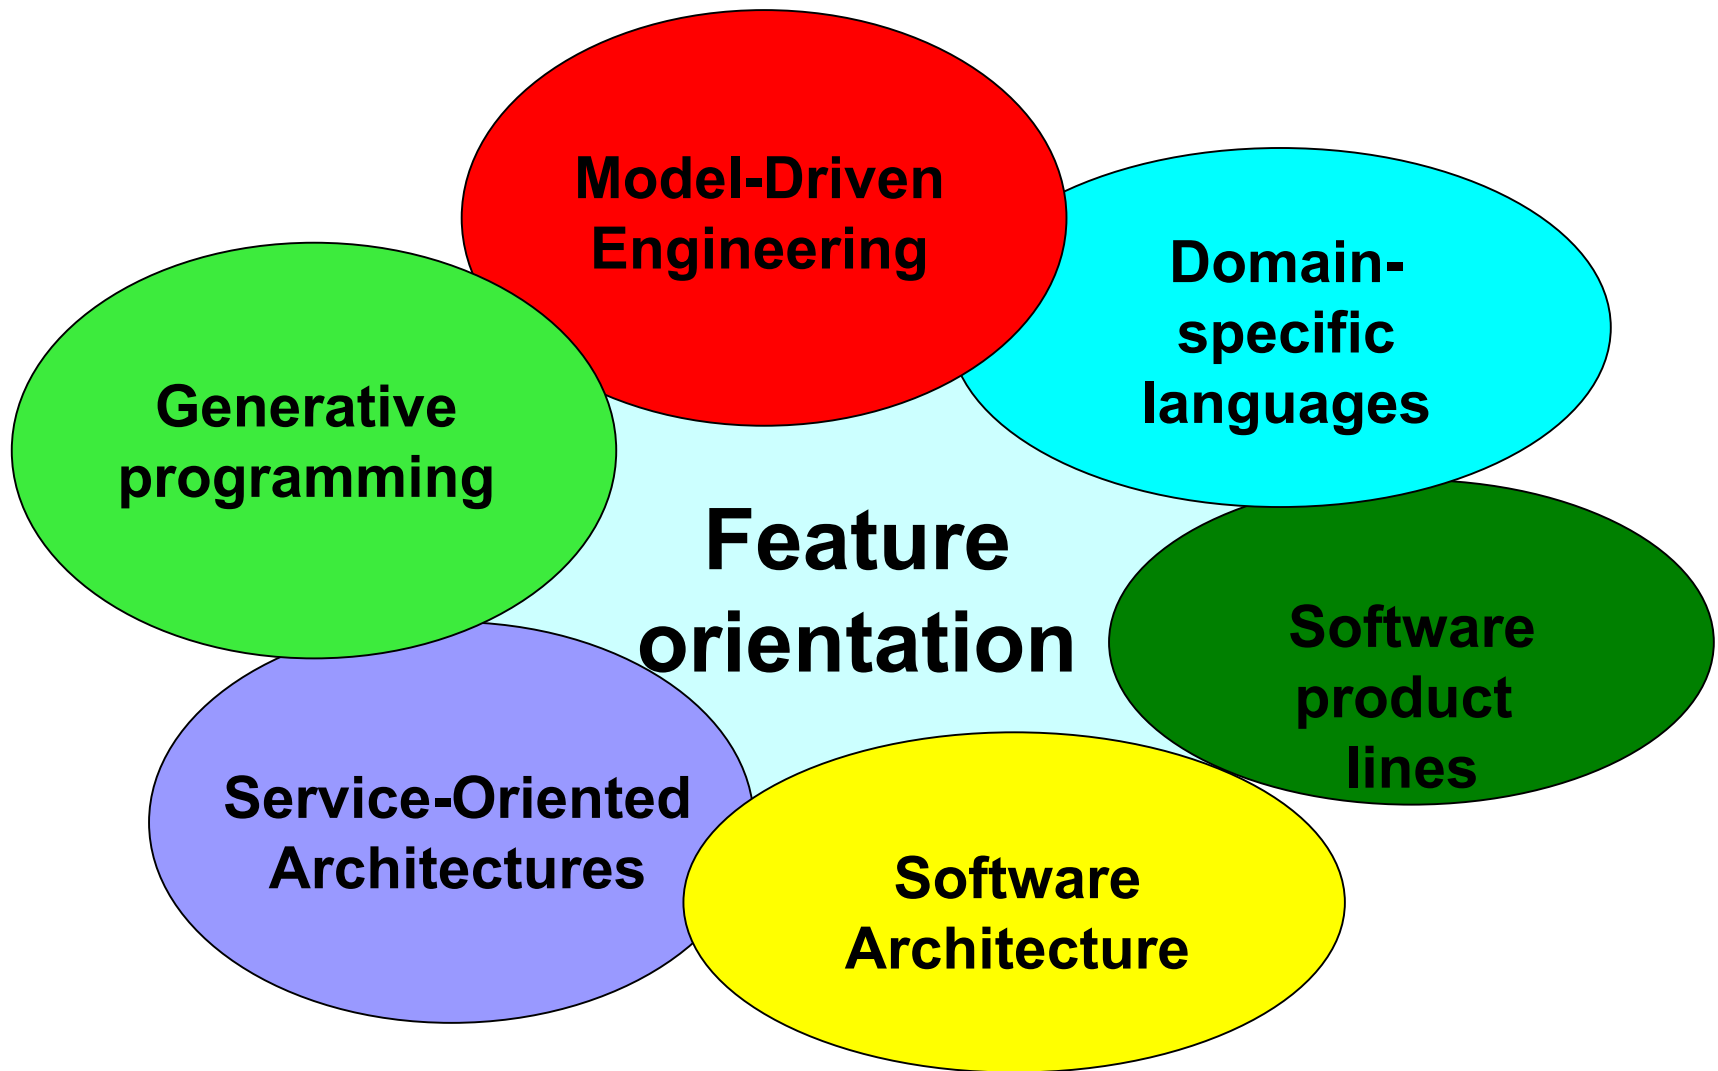 Model-Driven
Engineering
Domain-
specific
languages
Generative
programming
Feature
orientation
Software
product
lines
Service-Oriented
Architectures
Software
Architecture